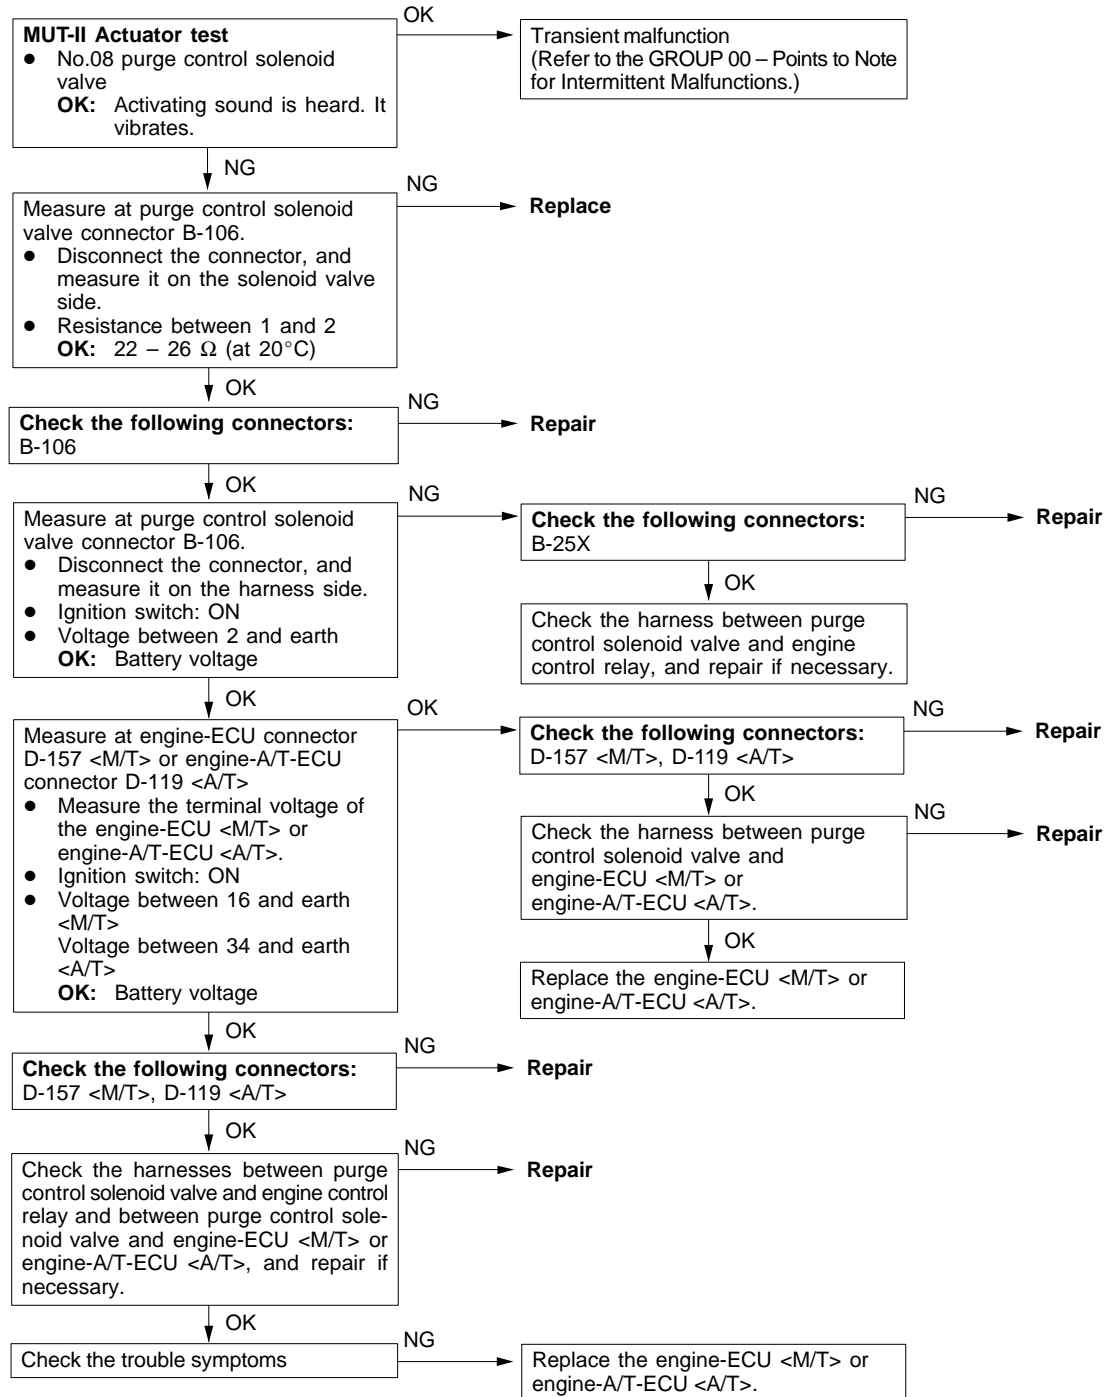 MUT-II Actuator test
● No.08 purge control solenoid
valve
OK: Activating sound is heard. It
vibrates.
OK
Transient malfunction
(Refer to the GROUP 00 – Points to Note
for Intermittent Malfunctions.)
NG
Measure at purge control solenoid
valve connector B-106.
● Disconnect the connector, and
measure it on the solenoid valve
side.
● Resistance between 1 and 2
OK: 22 – 26 Ω (at 20°C)
NG
Replace
OK
Check the following connectors:
B-106
NG
Repair
OK
Measure at purge control solenoid
valve connector B-106.
● Disconnect the connector, and
measure it on the harness side.
● Ignition switch: ON
● Voltage between 2 and earth
OK: Battery voltage
NG
Check the following connectors:
B-25X
NG
Repair
OK
Check the harness between purge
control solenoid valve and engine
control relay, and repair if necessary.
OK
Measure at engine-ECU connector
D-157 <M/T> or engine-A/T-ECU
connector D-119 <A/T>
● Measure the terminal voltage of
the engine-ECU <M/T> or
engine-A/T-ECU <A/T>.
● Ignition switch: ON
● Voltage between 16 and earth
<M/T>
Voltage between 34 and earth
<A/T>
OK: Battery voltage
OK
Check the following connectors:
D-157 <M/T>, D-119 <A/T>
NG
Repair
OK
Check the harness between purge
control solenoid valve and
engine-ECU <M/T> or
engine-A/T-ECU <A/T>.
NG
Repair
OK
Replace the engine-ECU <M/T> or
engine-A/T-ECU <A/T>.
OK
Check the following connectors:
D-157 <M/T>, D-119 <A/T>
NG
Repair
OK
Check the harnesses between purge
control solenoid valve and engine control
relay and between purge control sole-
noid valve and engine-ECU <M/T> or
engine-A/T-ECU <A/T>, and repair if
necessary.
NG
Repair
OK
Check the trouble symptoms
NG
Replace the engine-ECU <M/T> or
engine-A/T-ECU <A/T>.